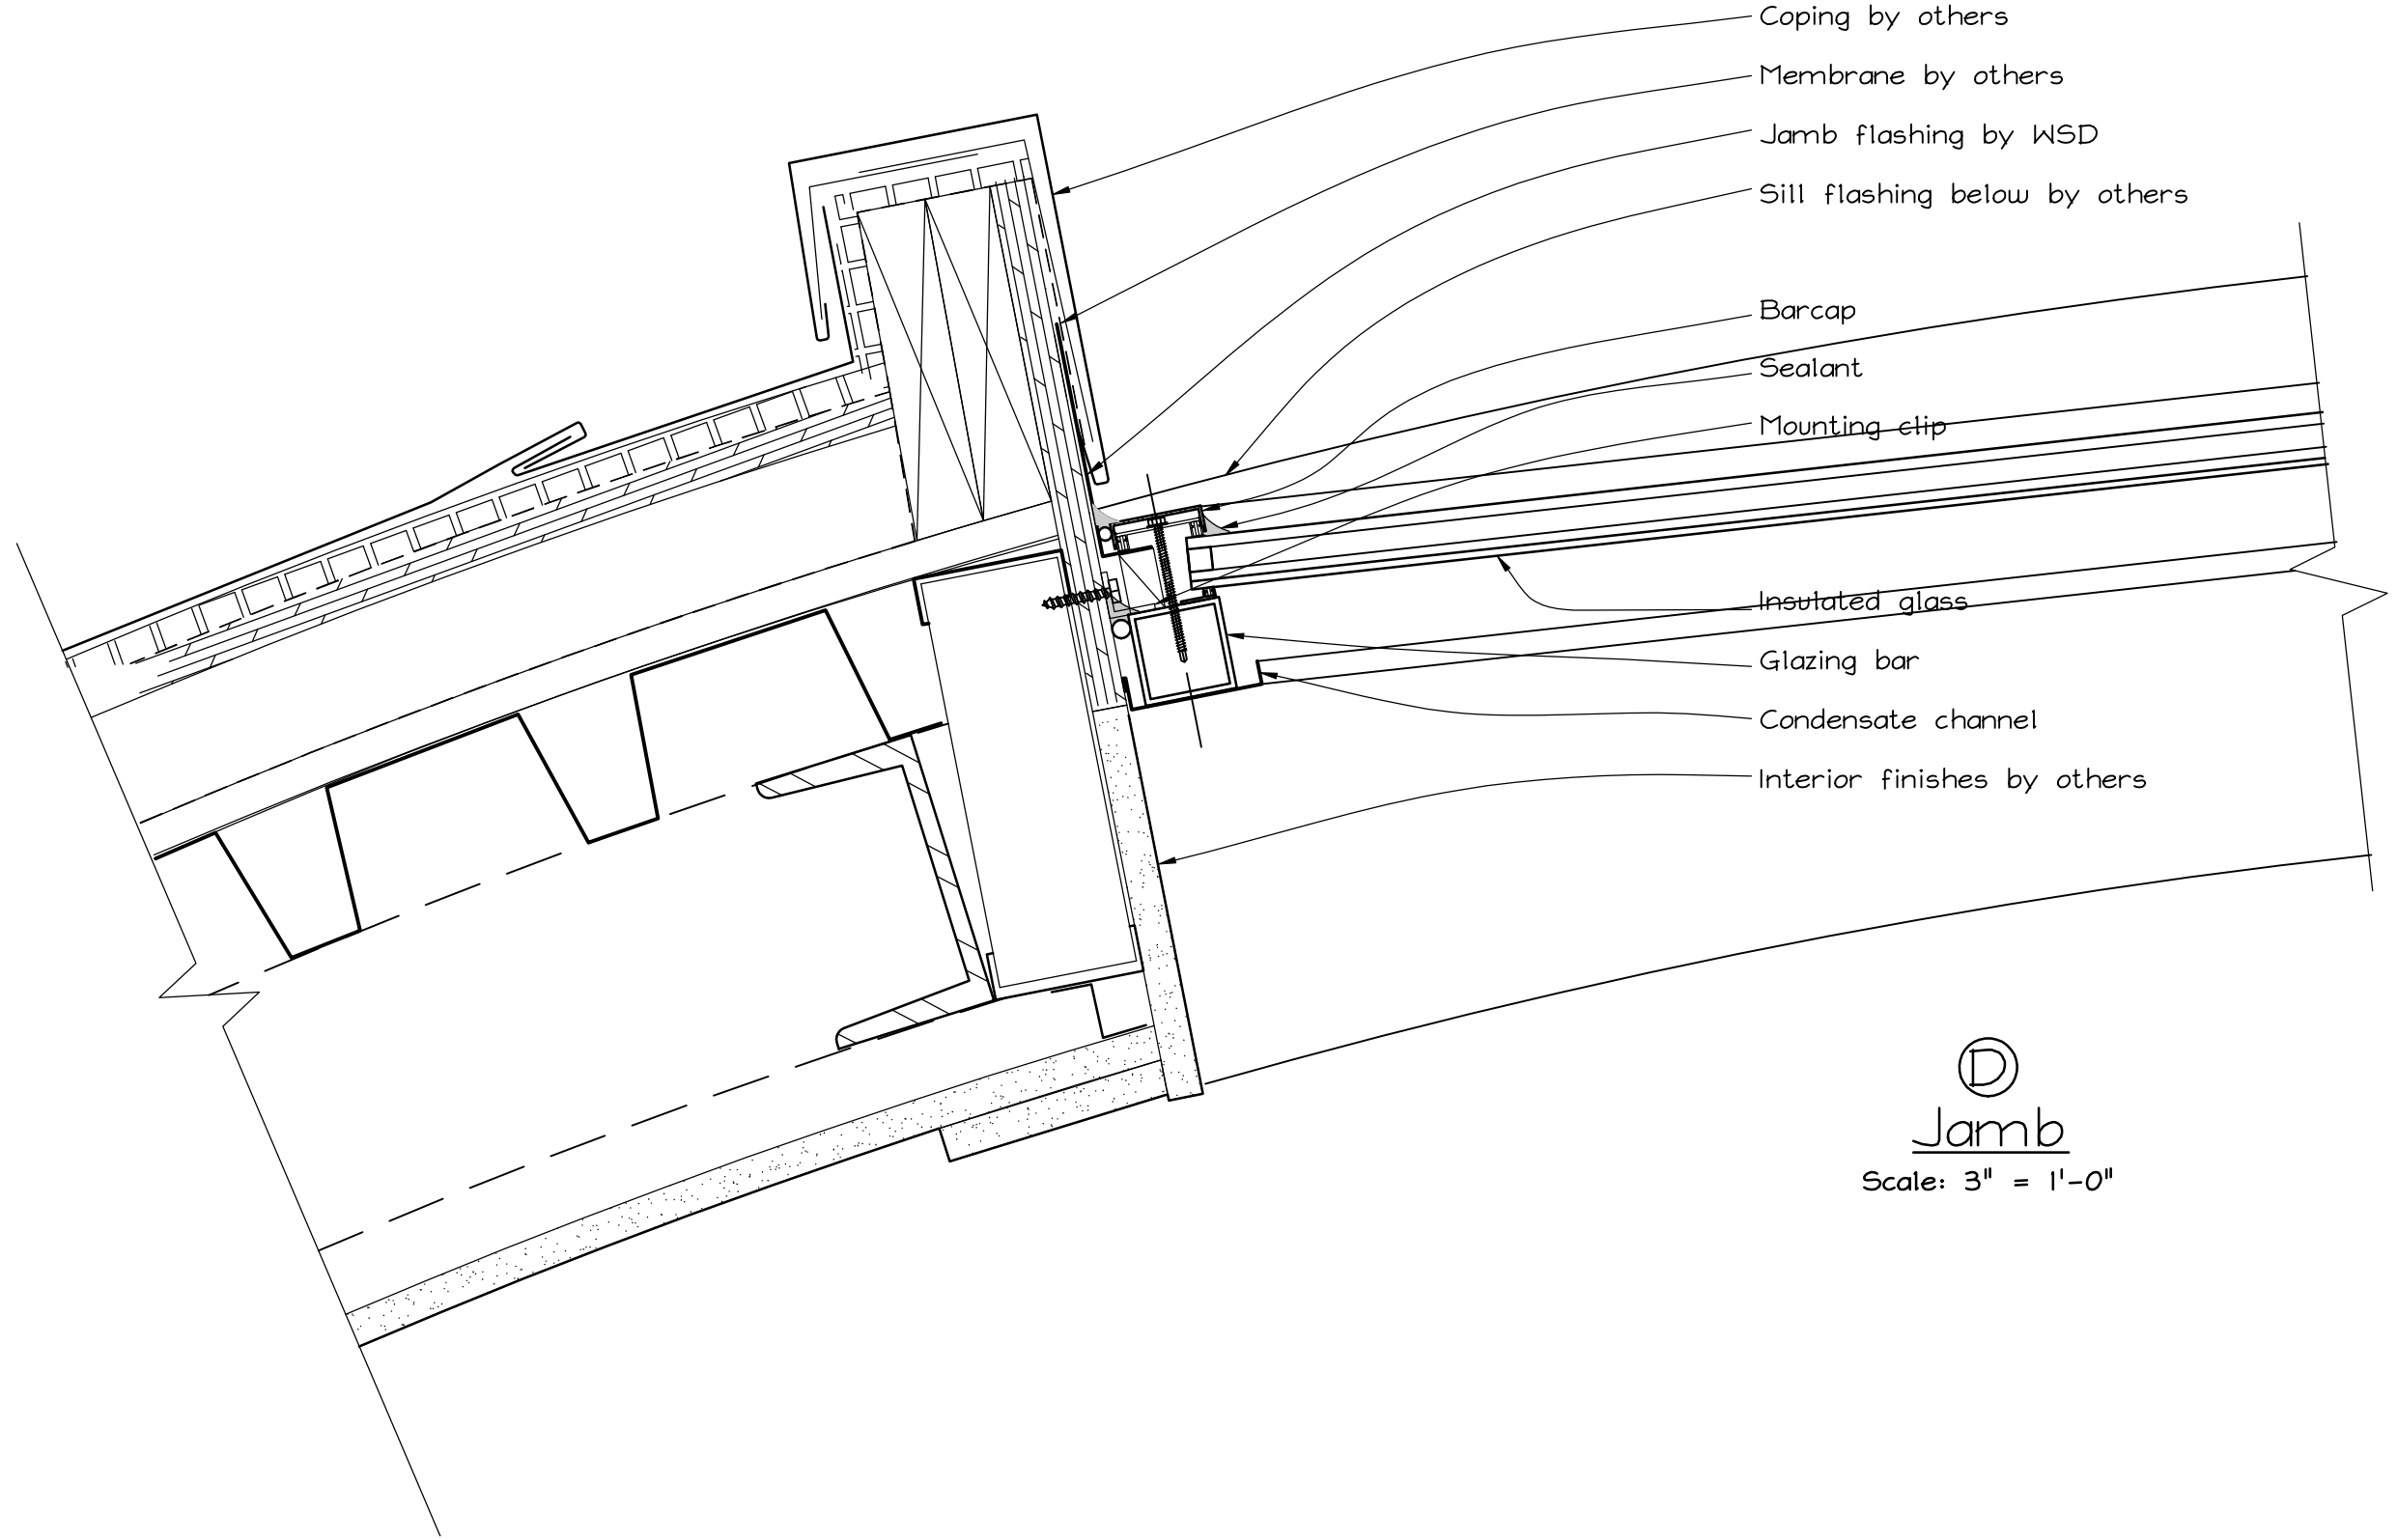 Coping by others
Membrane by others
Jamb flashing by WSD
Sill flashing below by others
Barcap
Sealant
Mounting clip
Insulated glass
Glazing bar
Condensate channel
Interior finishes by others
D
Jamb
Scale: 3" = 1'-0"